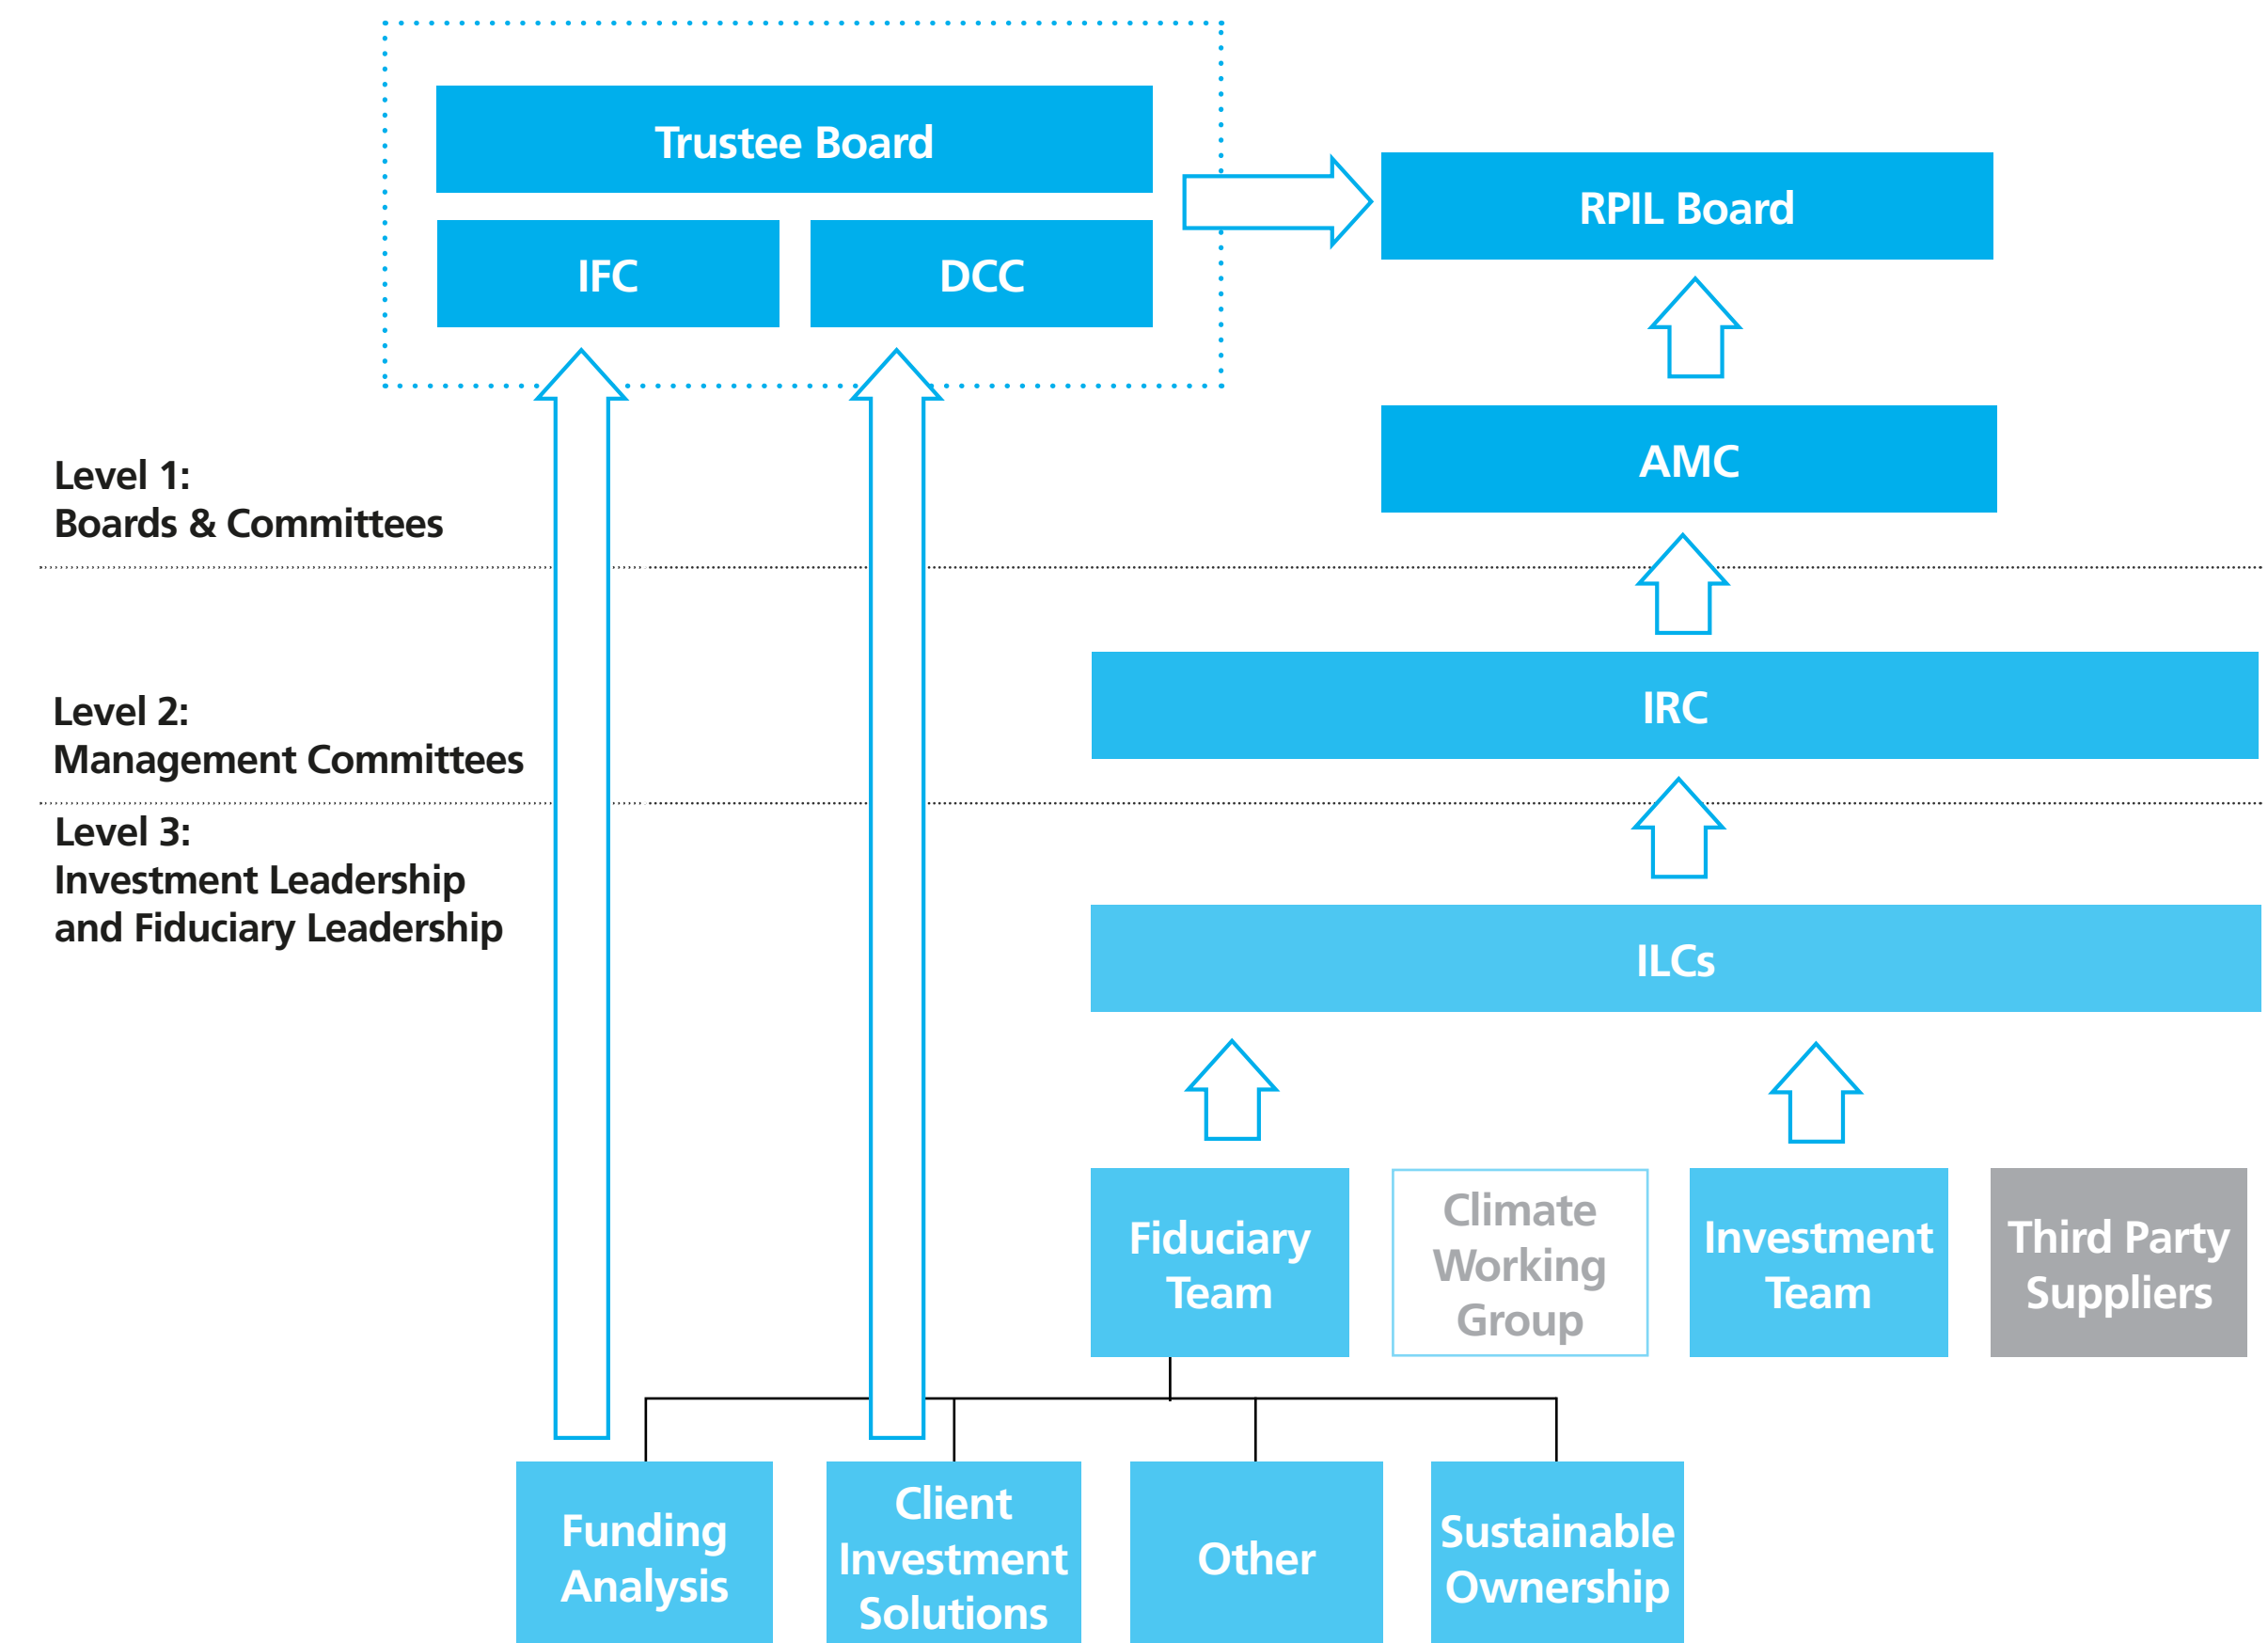 Trustee Board
RPIL Board
IFC
DCC
AMC
Level 1:
Boards & Committees
IRC
Level 2:
Management Committees
Level 3:
Investment Leadership
and Fiduciary Leadership
ILCs
Fiduciary
Team
Climate
Working
Group
Investment
Team
Third Party
Suppliers
Funding
Analysis
Client
Investment
Solutions
Other
Sustainable
Ownership